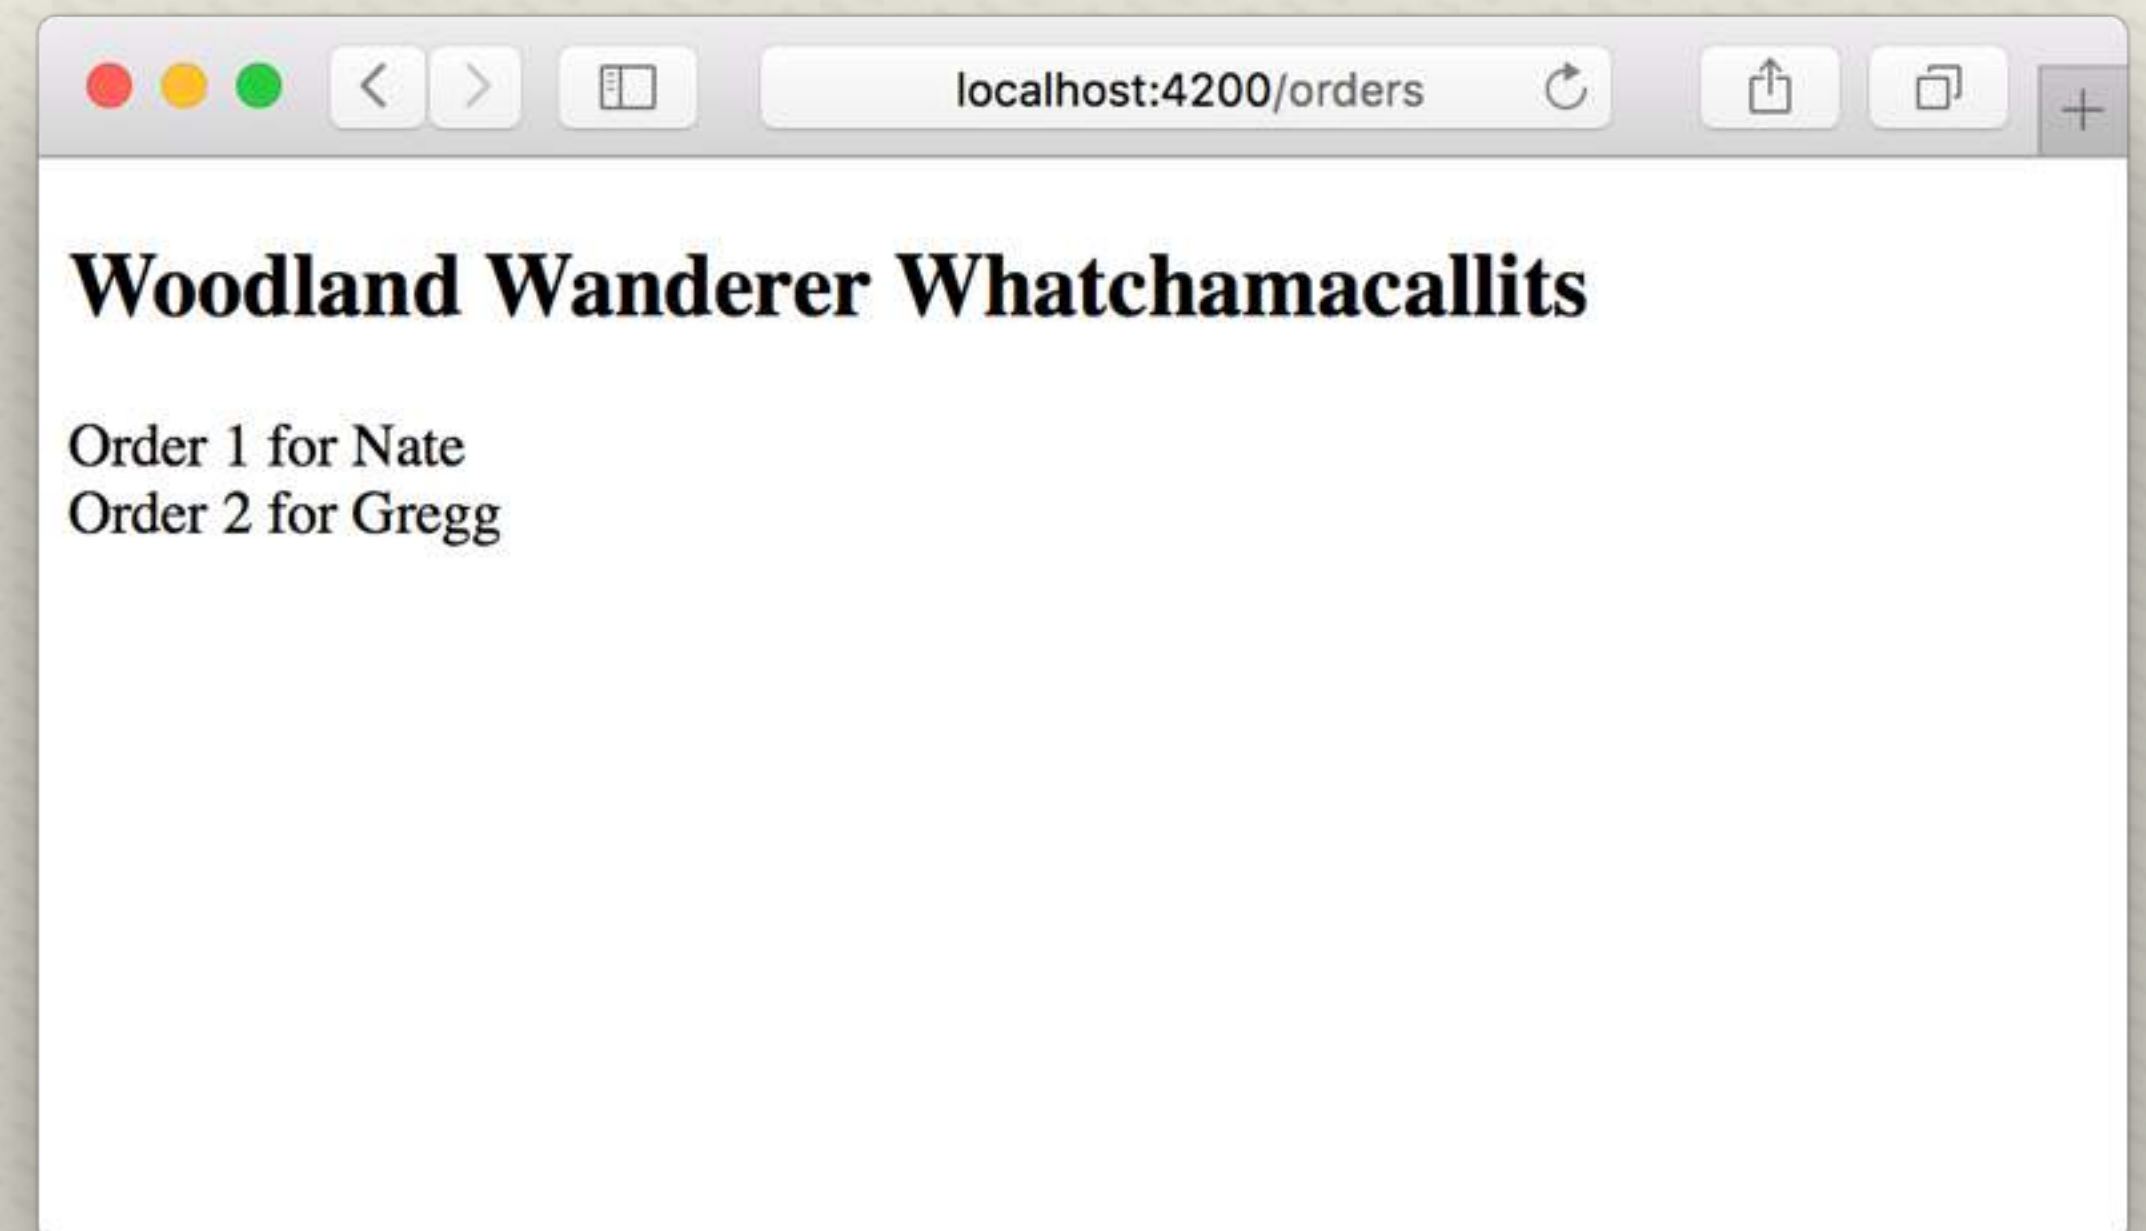 localhost:4200/orders
Woodland Wanderer Whatchamacallits
Order 1 for Nate
Order 2 for Gregg